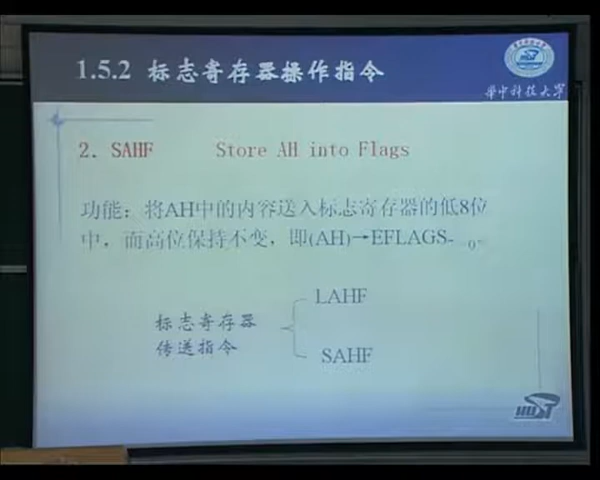 1.5.2 标志寄存器操作指令
华中科技大学
2. SAHF Store AH into Flags
功能：将AH中的内容送入标志寄存器的低8位
中，而高位保持不变，即(AH)→EFLAGS
LAHF
标志寄存器
传送指令
SAHF